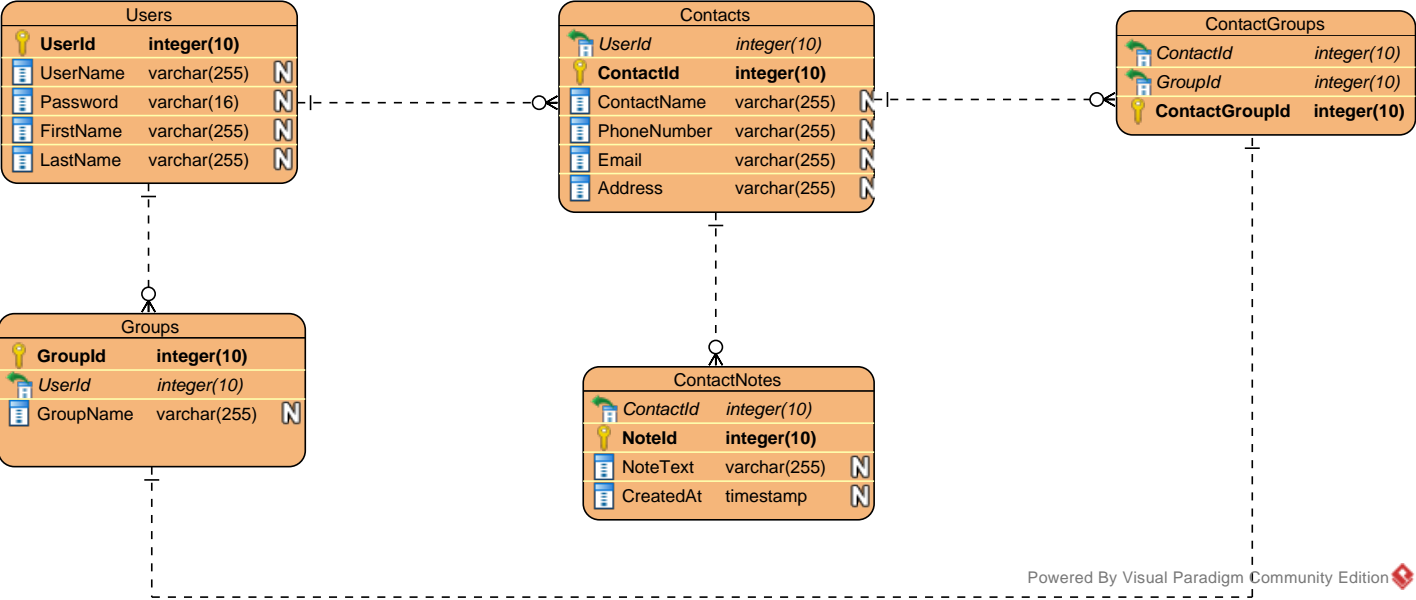 Users
UserId integer(10)
UserName varchar(255) N
Password varchar(16) N
FirstName varchar(255) N
LastName varchar(255) N
Contacts
UserId integer(10)
ContactId integer(10)
ContactName varchar(255) N
PhoneNumber varchar(255) N
Email varchar(255) N
Address varchar(255) N
ContactGroups
ContactId integer(10)
GroupId integer(10)
ContactGroupId integer(10)
Groups
GroupId integer(10)
UserId integer(10)
GroupName varchar(255) N
ContactNotes
ContactId integer(10)
NoteId integer(10)
NoteText varchar(255) N
CreatedAt timestamp N
Powered By Visual Paradigm Community Edition